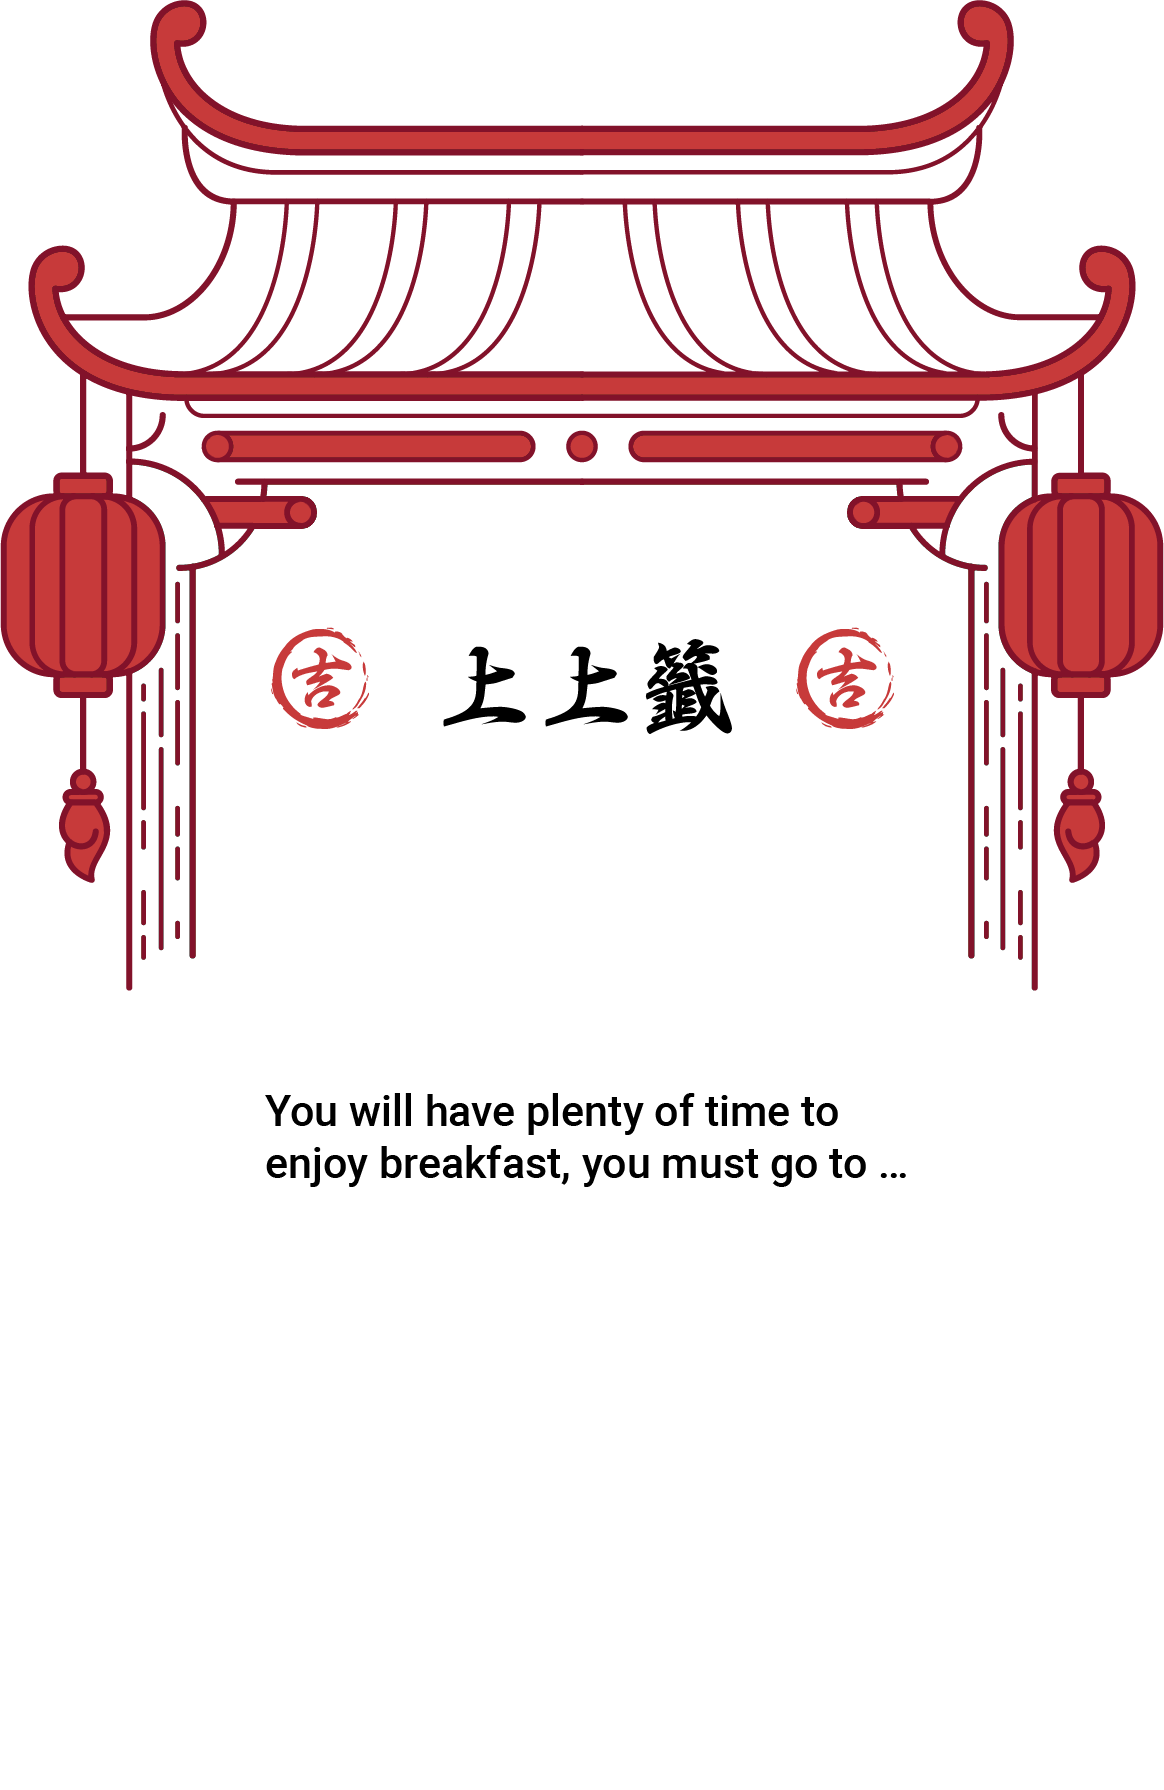 吉 上上籤 吉
You will have plenty of time to
enjoy breakfast, you must go to ...